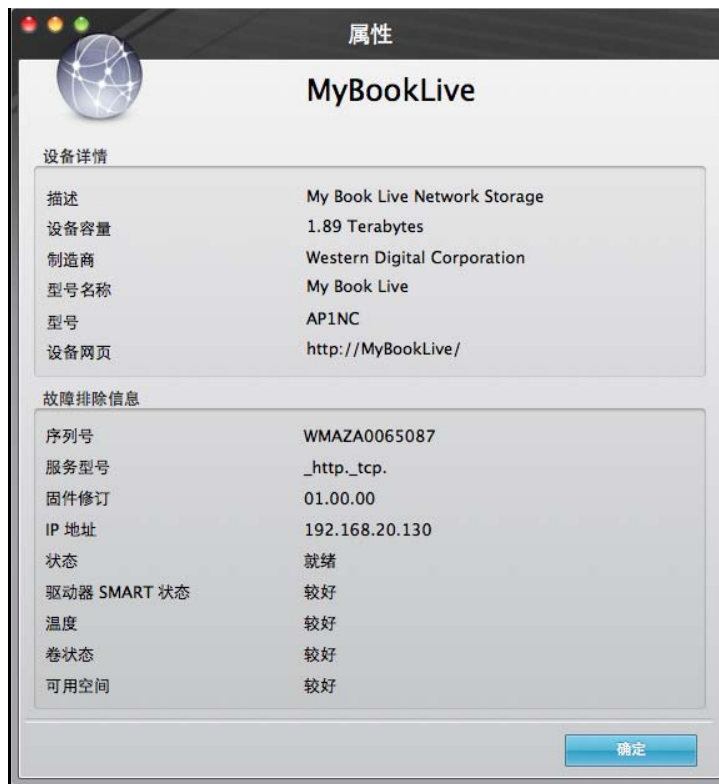 属性
MyBookLive
设备详情
描述 My Book Live Network Storage
设备容量 1.89 Terabytes
制造商 Western Digital Corporation
型号名称 My Book Live
型号 AP1NC
设备网页 http://MyBookLive/
故障排除信息
序列号 WMAZA0065087
服务型号 _http._tcp.
固件修订 01.00.00
IP 地址 192.168.20.130
状态 就绪
驱动器 SMART 状态 较好
温度 较好
卷状态 较好
可用空间 较好
确定